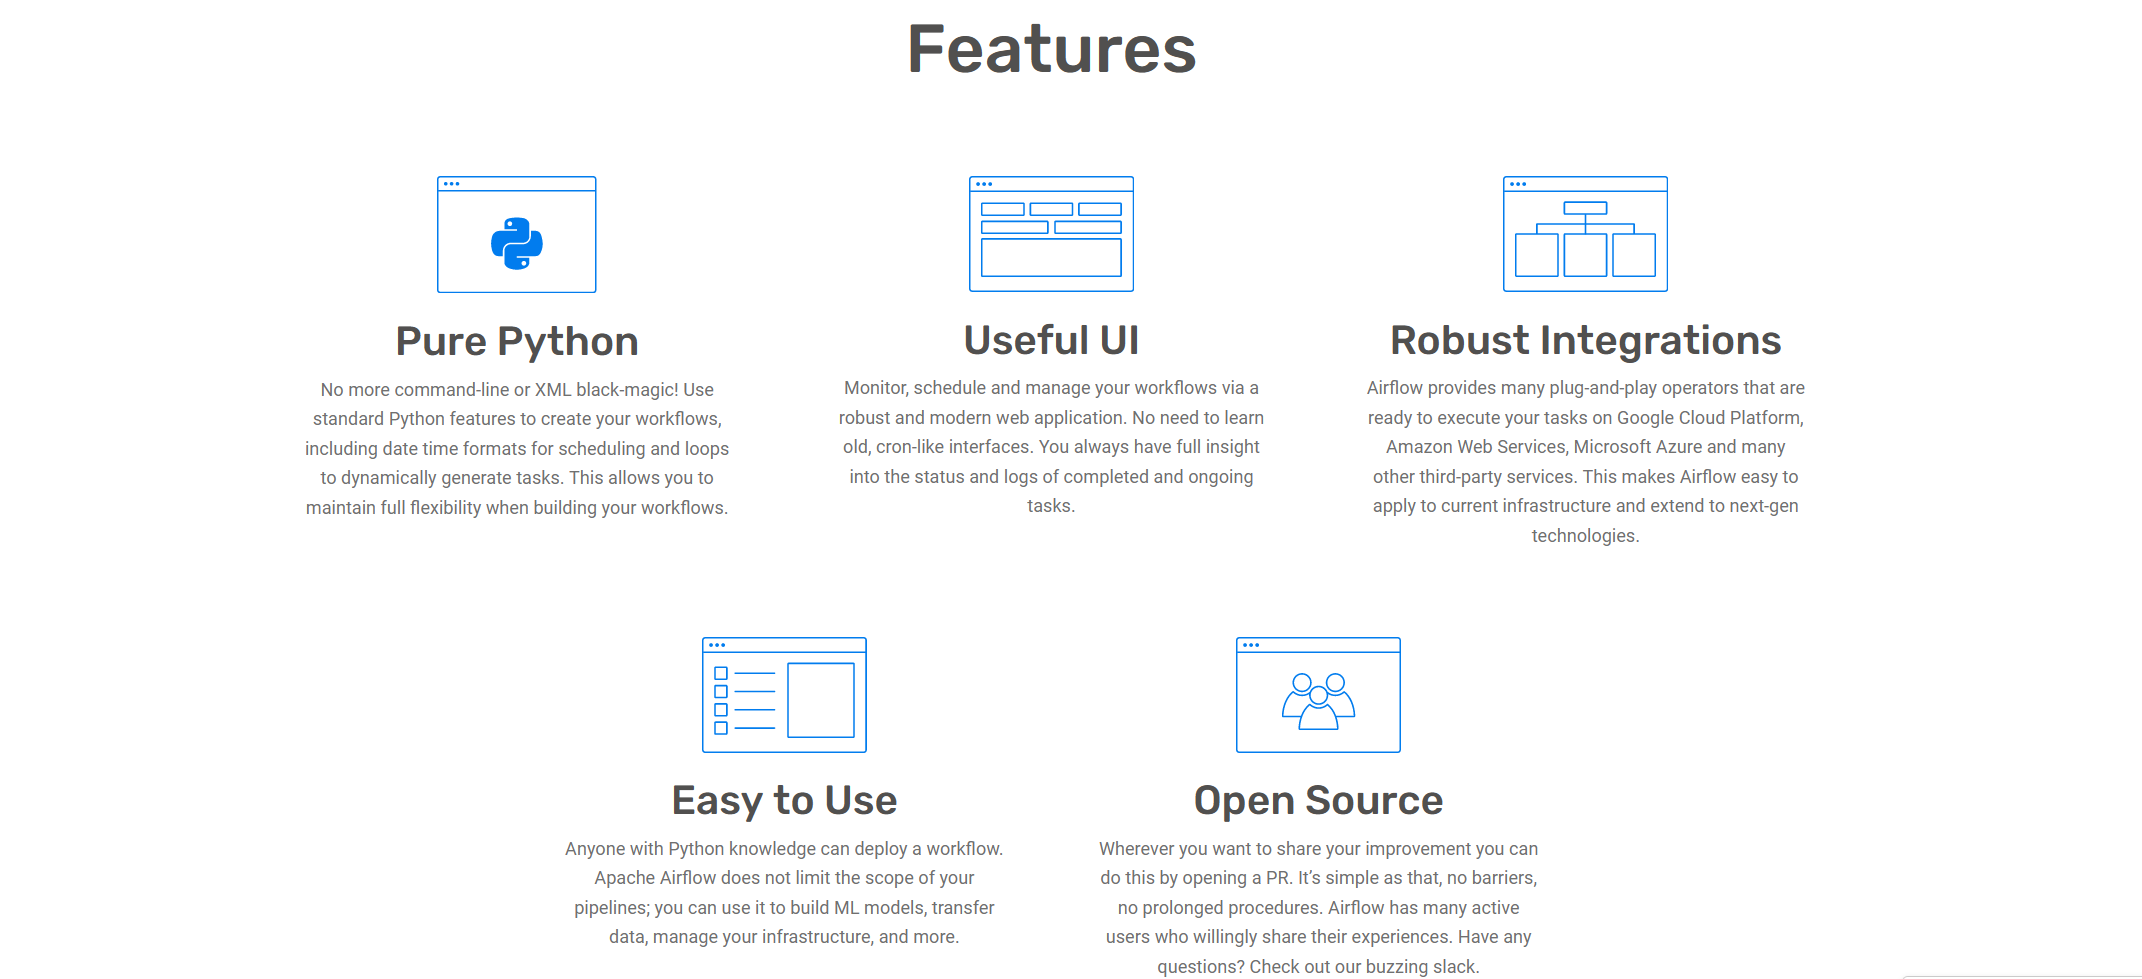 Features
Pure Python
No more command-line or XML black-magic! Use
standard Python features to create your workflows,
including date time formats for scheduling and loops
to dynamically generate tasks. This allows you to
maintain full flexibility when building your workflows.
Useful UI
Monitor, schedule and manage your workflows via a
robust and modern web application. No need to learn
old, cron-like interfaces. You always have full insight
into the status and logs of completed and ongoing
tasks.
Robust Integrations
Airflow provides many plug-and-play operators that are
ready to execute your tasks on Google Cloud Platform,
Amazon Web Services, Microsoft Azure and many
other third-party services. This makes Airflow easy to
apply to current infrastructure and extend to next-gen
technologies.
Easy to Use
Anyone with Python knowledge can deploy a workflow.
Apache Airflow does not limit the scope of your
pipelines; you can use it to build ML models, transfer
data, manage your infrastructure, and more.
Open Source
Wherever you want to share your improvement you can
do this by opening a PR. It’s simple as that, no barriers,
no prolonged procedures. Airflow has many active
users who willingly share their experiences. Have any
questions? Check out our buzzing slack.